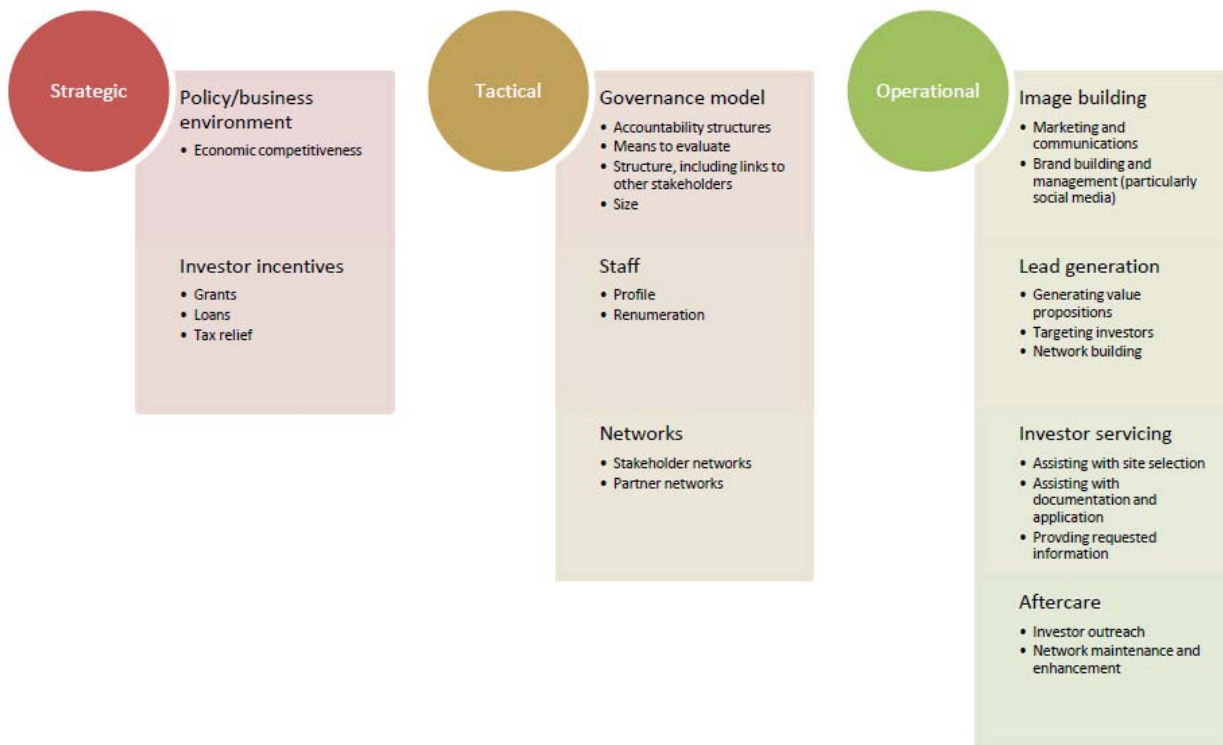 Strategic
Policy/business
environment
• Economic competitiveness
Investor incentives
• Grants
• Loans
• Tax relief
Tactical
Governance model
• Accountability structures
• Means to evaluate
• Structure, including links to
other stakeholders
• Size
Staff
• Profile
• Renumeration
Networks
• Stakeholder networks
• Partner networks
Operational
Image building
• Marketing and
communications
• Brand building and
management (particularly
social media)
Lead generation
• Generating value
propositions
• Targeting investors
• Network building
Investor servicing
• Assisting with site selection
• Assisting with
documentation and
application
• Provding requested
information
Aftercare
• Investor outreach
• Network maintenance and
enhancement